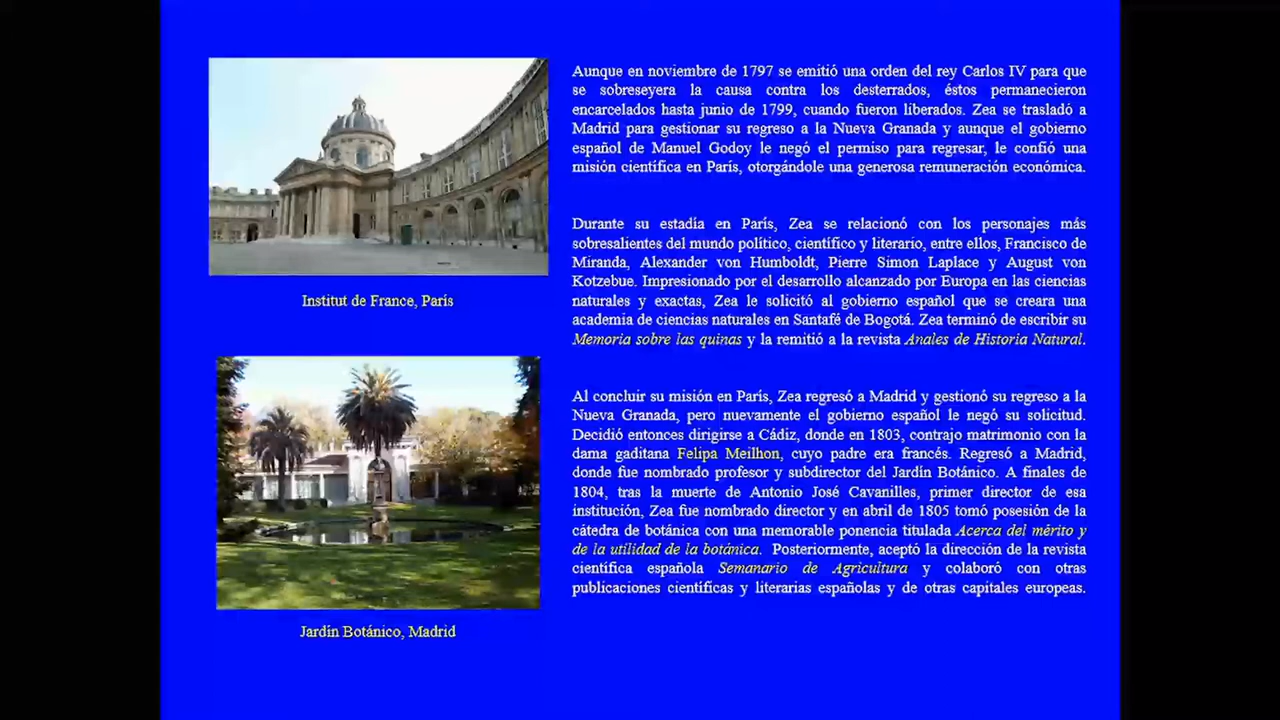 Aunque en noviembre de 1797 se emitió una orden del rey Carlos IV para que
se sobreseyera la causa contra los desterrados, éstos permanecieron
encarcelados hasta junio de 1799, cuando fueron liberados. Zea se trasladó a
Madrid para gestionar su regreso a la Nueva Granada y aunque el gobierno
español de Manuel Godoy le negó el permiso para regresar, le confió una
misión científica en París, otorgándole una generosa remuneración económica.
Durante su estadía en París, Zea se relacionó con los personajes más
sobresalientes del mundo político, científico y literario, entre ellos, Francisco de
Miranda, Alexander von Humboldt, Pierre Simon Laplace y August von
Kotzebue. Impresionado por el desarrollo alcanzado por Europa en las ciencias
naturales y exactas, Zea le solicitó al gobierno español que se creara una
academia de ciencias naturales en Santafé de Bogotá. Zea terminó de escribir su
Memoria sobre las quinas y la remitió a la revista Anales de Historia Natural.
Al concluir su misión en París, Zea regresó a Madrid y gestionó su regreso a la
Nueva Granada, pero nuevamente el gobierno español le negó su solicitud.
Decidió entonces dirigirse a Cádiz, donde en 1803, contrajo matrimonio con la
dama gaditana Felipa Meilhon, cuyo padre era francés. Regresó a Madrid,
donde fue nombrado profesor y subdirector del Jardín Botánico. A finales de
1804, tras la muerte de Antonio José Cavanilles, primer director de esa
institución, Zea fue nombrado director y en abril de 1805 tomó posesión de la
cátedra de botánica con una memorable ponencia titulada Acerca del mérito y
de la utilidad de la botánica. Posteriormente, aceptó la dirección de la revista
científica española Semanario de Agricultura y colaboró con otras
publicaciones científicas y literarias españolas y de otras capitales europeas.
Institut de France, París
Jardín Botánico, Madrid